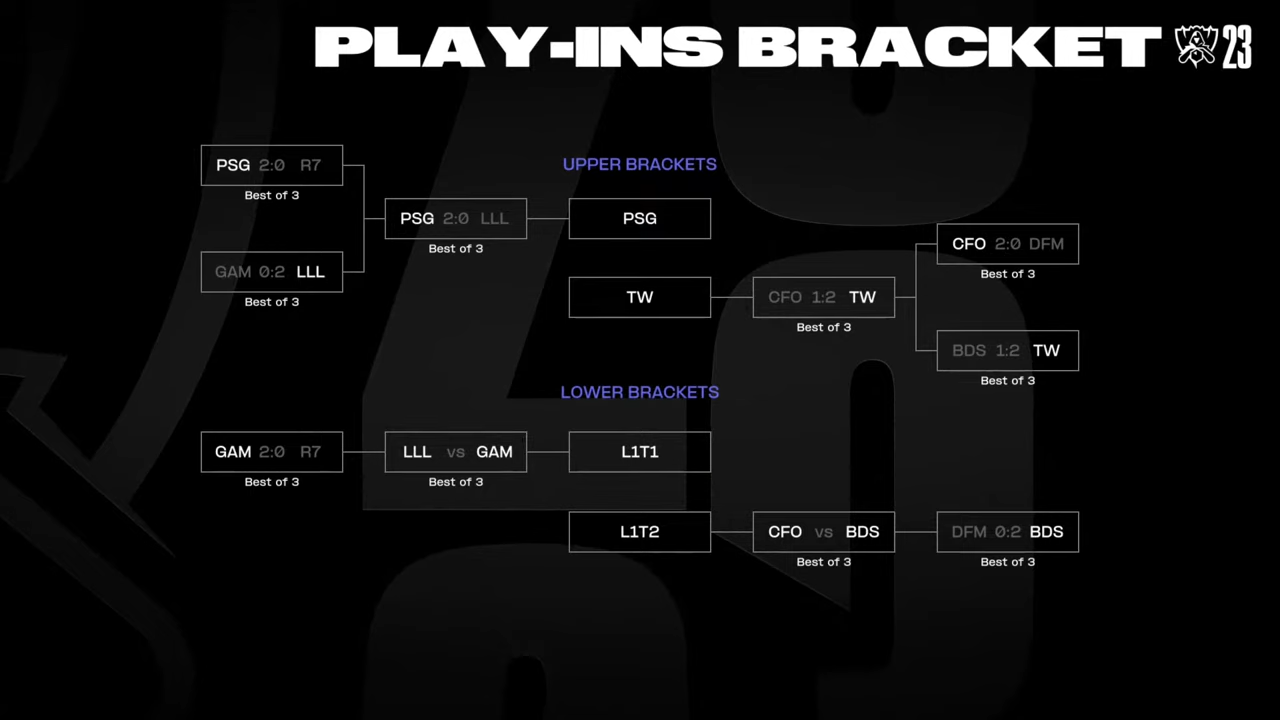 PLAY-INS BRACKET 23
UPPER BRACKETS
PSG 2:0 R7
Best of 3
GAM 0:2 LLL
Best of 3
PSG 2:0 LLL
Best of 3
PSG
TW
CFO 1:2 TW
Best of 3
CFO 2:0 DFM
Best of 3
BDS 1:2 TW
Best of 3
LOWER BRACKETS
GAM 2:0 R7
Best of 3
LLL vs GAM
Best of 3
L1T1
L1T2
CFO vs BDS
Best of 3
DFM 0:2 BDS
Best of 3